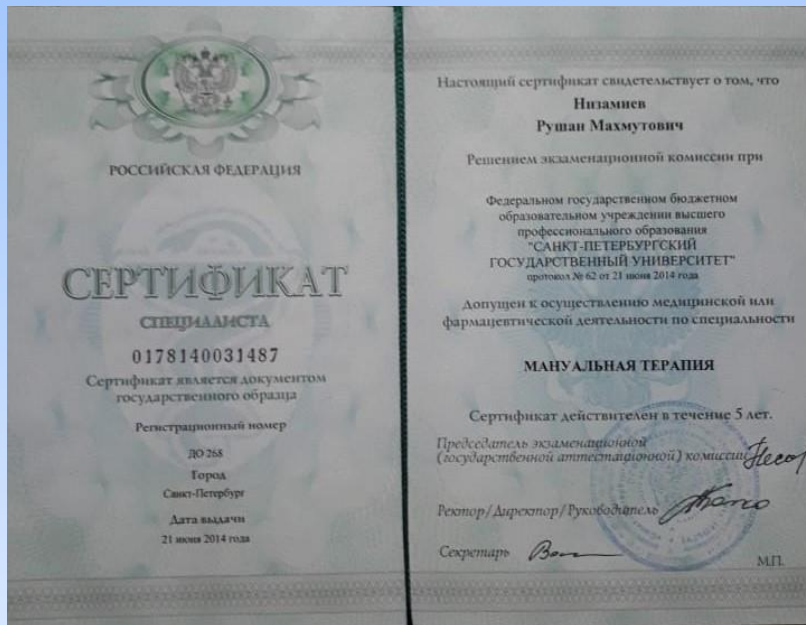 РОССИЙСКАЯ ФЕДЕРАЦИЯ
СЕРТИФИКАТ
СПЕЦИАЛИСТА
0178140031487
Сертификат является документом
государственного образца
Регистрационный номер
ДО 268
Город
Санкт-Петербург
Дата выдачи
21 июня 2014 года
Настоящий сертификат свидетельствует о том, что
Низамиев
Рушан Махмутович
Решением экзаменационной комиссии при
Федеральном государственном бюджетном
образовательном учреждении высшего
профессионального образования
"САНКТ-ПЕТЕРБУРГСКИЙ
ГОСУДАРСТВЕННЫЙ УНИВЕРСИТЕТ"
протокол № 62 от 21 июня 2014 года
Допущен к осуществлению медицинской или
фармацевтической деятельности по специальности
МАНУАЛЬНАЯ ТЕРАПИЯ
Сертификат действителен в течение 5 лет.
Председатель экзаменационной
(государственной аттестационной) комиссии
Ректор/Директор/Руководитель
Секретарь
М.П.